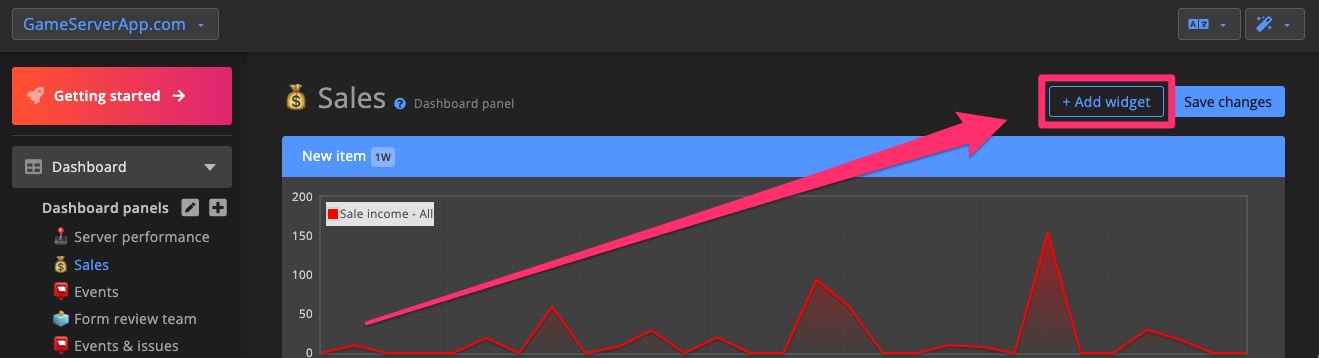 GameServerApp.com
Getting started
Sales Dashboard panel
+ Add widget
Save changes
Dashboard
New item 1W
Dashboard panels
Server performance
Sales
Events
Form review team
Events & issues
200
150
100
50
0
Sale income - All